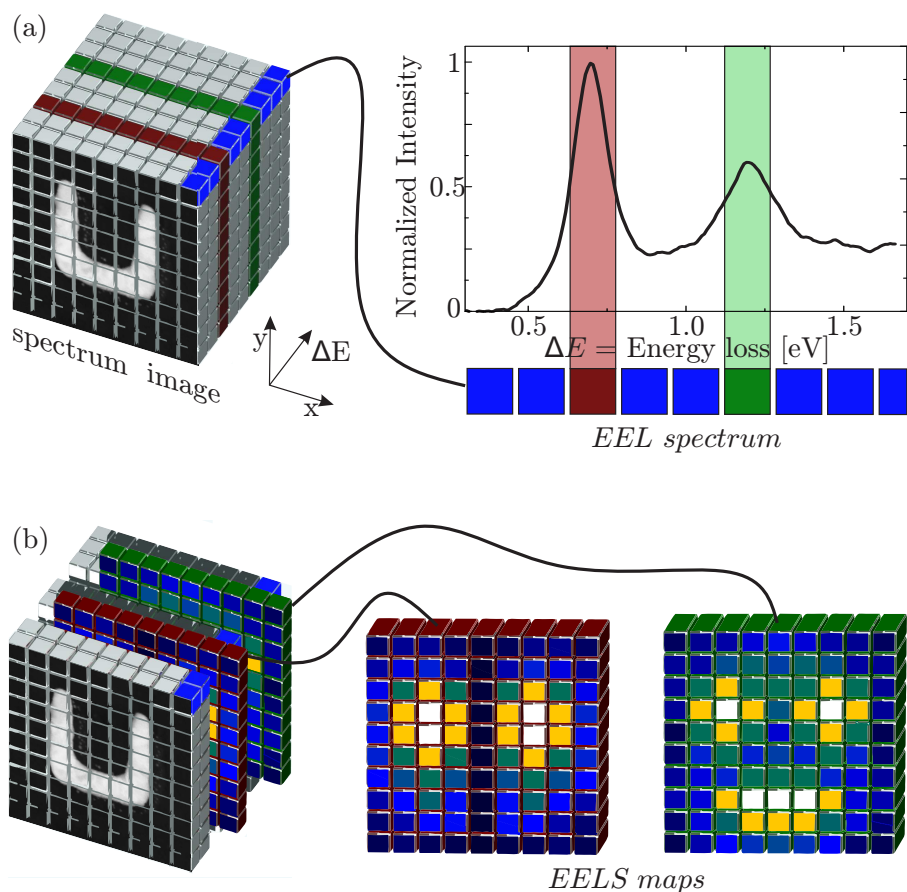 (a)
spectrum image
y
ΔE
x
Normalized Intensity
1
0.5
0
0.5
1.0
1.5
ΔE = Energy loss [eV]
EEL spectrum
(b)
EELS maps